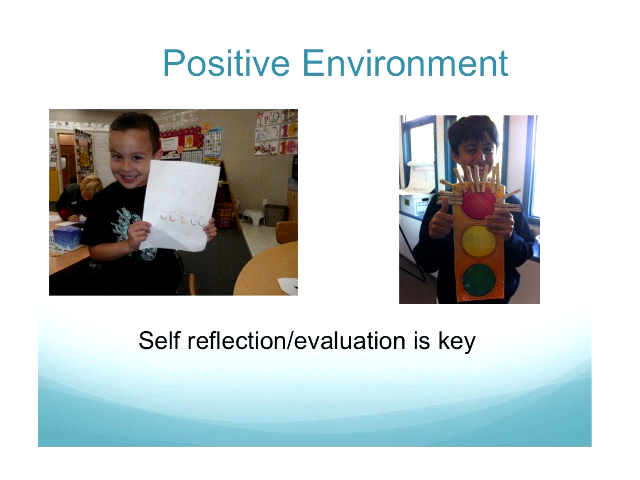 Positive Environment
Self reflection/evaluation is key